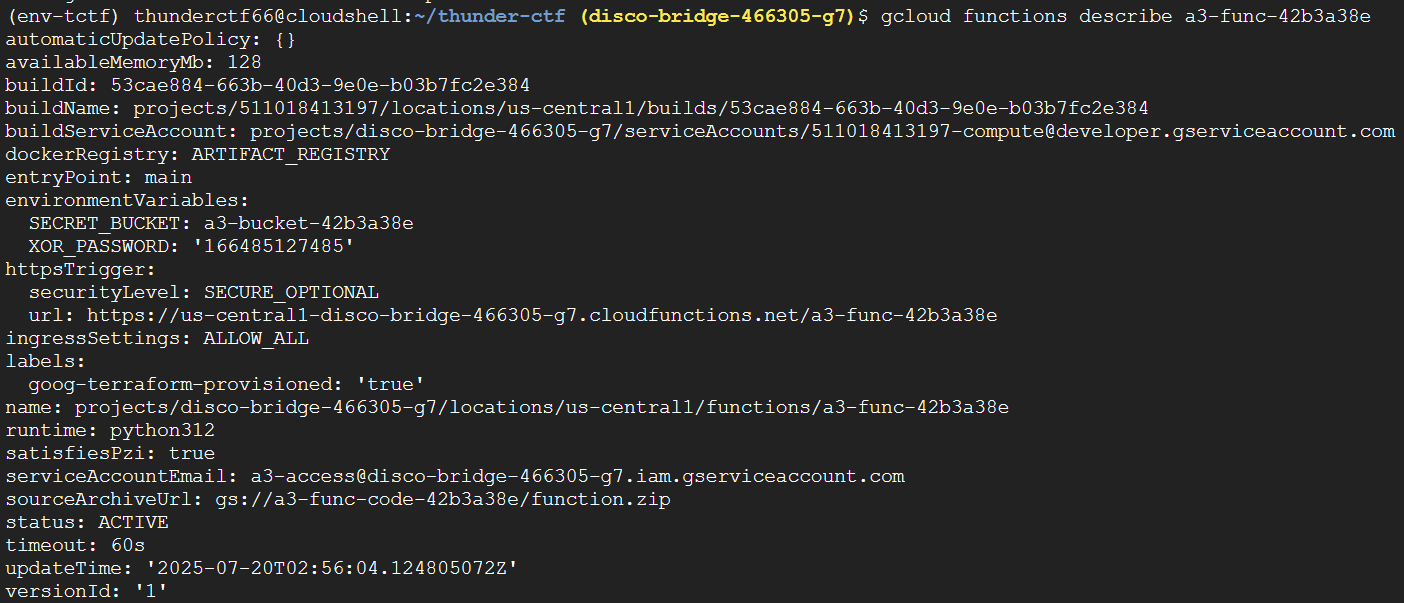 (env-tctf) thunderctf66@cloudshell:~/thunder-ctf (disco-bridge-466305-g7)$ gcloud functions describe a3-func-42b3a38e
automaticUpdatePolicy: {}
availableMemoryMb: 128
buildId: 53cae884-663b-40d3-9e0e-b03b7fc2e384
buildName: projects/511018413197/locations/us-central1/builds/53cae884-663b-40d3-9e0e-b03b7fc2e384
buildServiceAccount: projects/disco-bridge-466305-g7/serviceAccounts/511018413197-compute@developer.gserviceaccount.com
dockerRegistry: ARTIFACT_REGISTRY
entryPoint: main
environmentVariables:
  SECRET_BUCKET: a3-bucket-42b3a38e
  XOR_PASSWORD: '166485127485'
httpsTrigger:
  securityLevel: SECURE_OPTIONAL
  url: https://us-central1-disco-bridge-466305-g7.cloudfunctions.net/a3-func-42b3a38e
ingressSettings: ALLOW_ALL
labels:
  goog-terraform-provisioned: 'true'
name: projects/disco-bridge-466305-g7/locations/us-central1/functions/a3-func-42b3a38e
runtime: python312
satisfiesPzi: true
serviceAccountEmail: a3-access@disco-bridge-466305-g7.iam.gserviceaccount.com
sourceArchiveUrl: gs://a3-func-code-42b3a38e/function.zip
status: ACTIVE
timeout: 60s
updateTime: '2025-07-20T02:56:04.124805072Z'
versionId: '1'